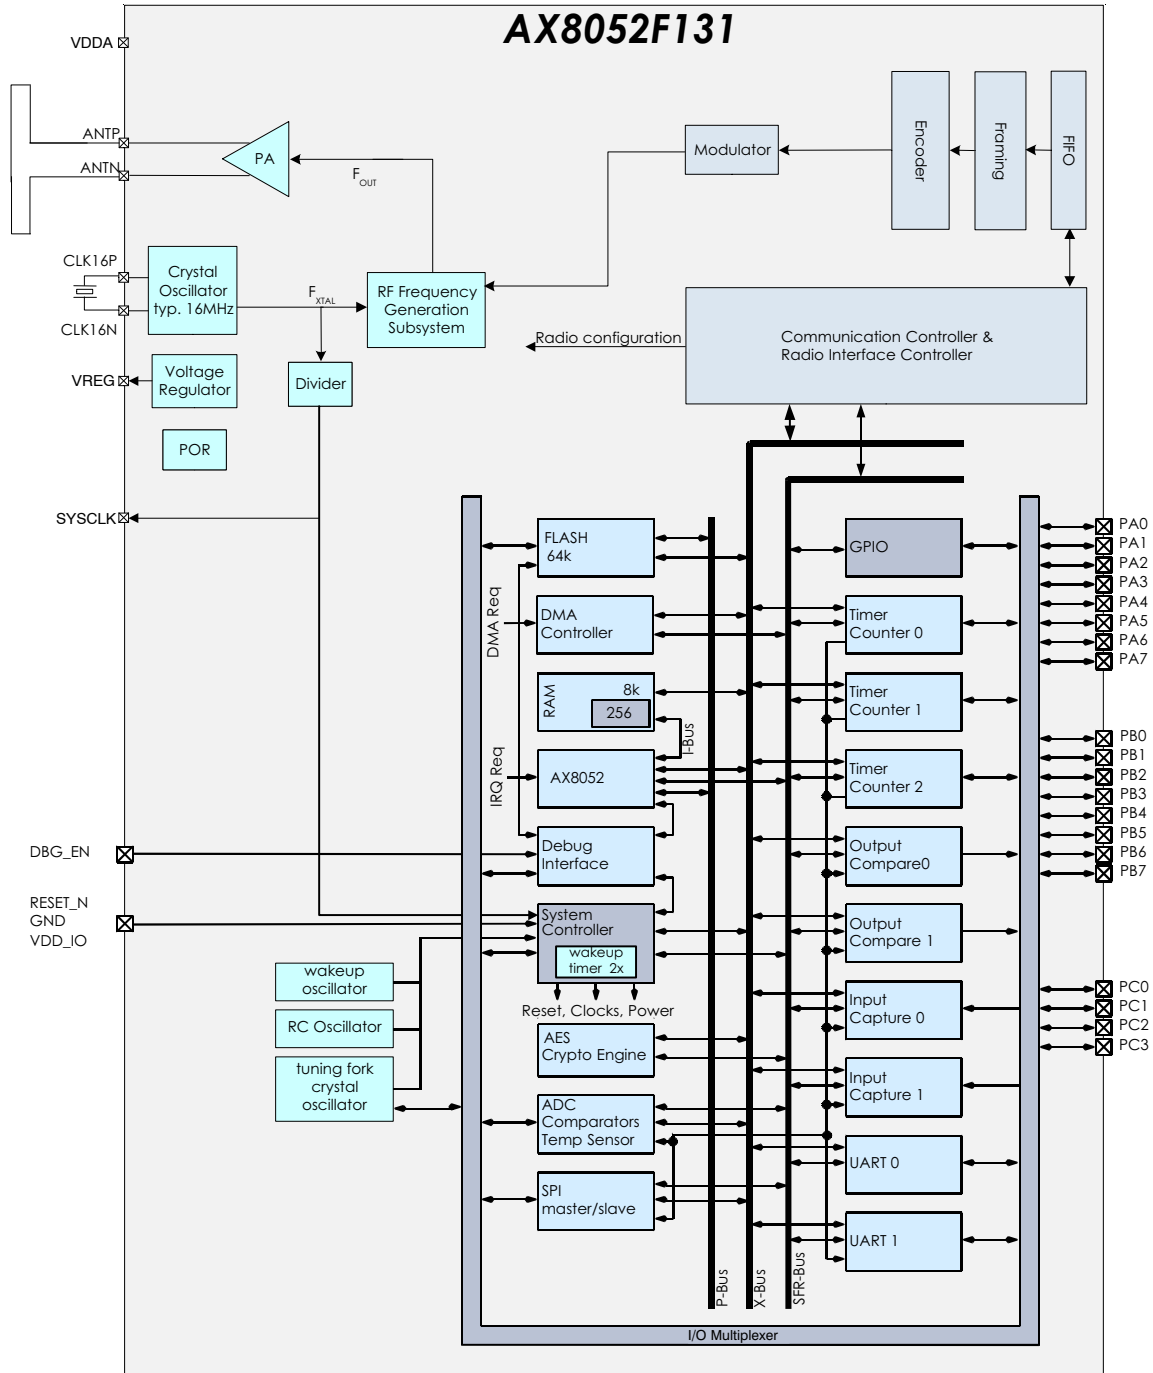 AX8052F131
VDDA
ANTP
ANTN
PA
F_OUT
Modulator
Encoder
Framing
FIFO
CLK16P
CLK16N
Crystal
Oscillator
typ. 16MHz
F_XTAL
RF Frequency
Generation
Subsystem
Radio configuration
Communication Controller &
Radio Interface Controller
VREG
Voltage
Regulator
Divider
POR
SYSCLK
FLASH
64k
DMA Req
DMA
Controller
RAM
8k
256
I-Bus
IRQ Req
AX8052
DBG_EN
Debug
Interface
RESET_N
GND
VDD_IO
System
Controller
wakeup
timer 2x
Reset, Clocks, Power
wakeup
oscillator
RC Oscillator
tuning fork
crystal
oscillator
AES
Crypto Engine
ADC
Comparators
Temp Sensor
SPI
master/slave
P-Bus
X-Bus
SFR-Bus
GPIO
Timer
Counter 0
Timer
Counter 1
Timer
Counter 2
Output
Compare0
Output
Compare 1
Input
Capture 0
Input
Capture 1
UART 0
UART 1
I/O Multiplexer
PA0
PA1
PA2
PA3
PA4
PA5
PA6
PA7
PB0
PB1
PB2
PB3
PB4
PB5
PB6
PB7
PC0
PC1
PC2
PC3